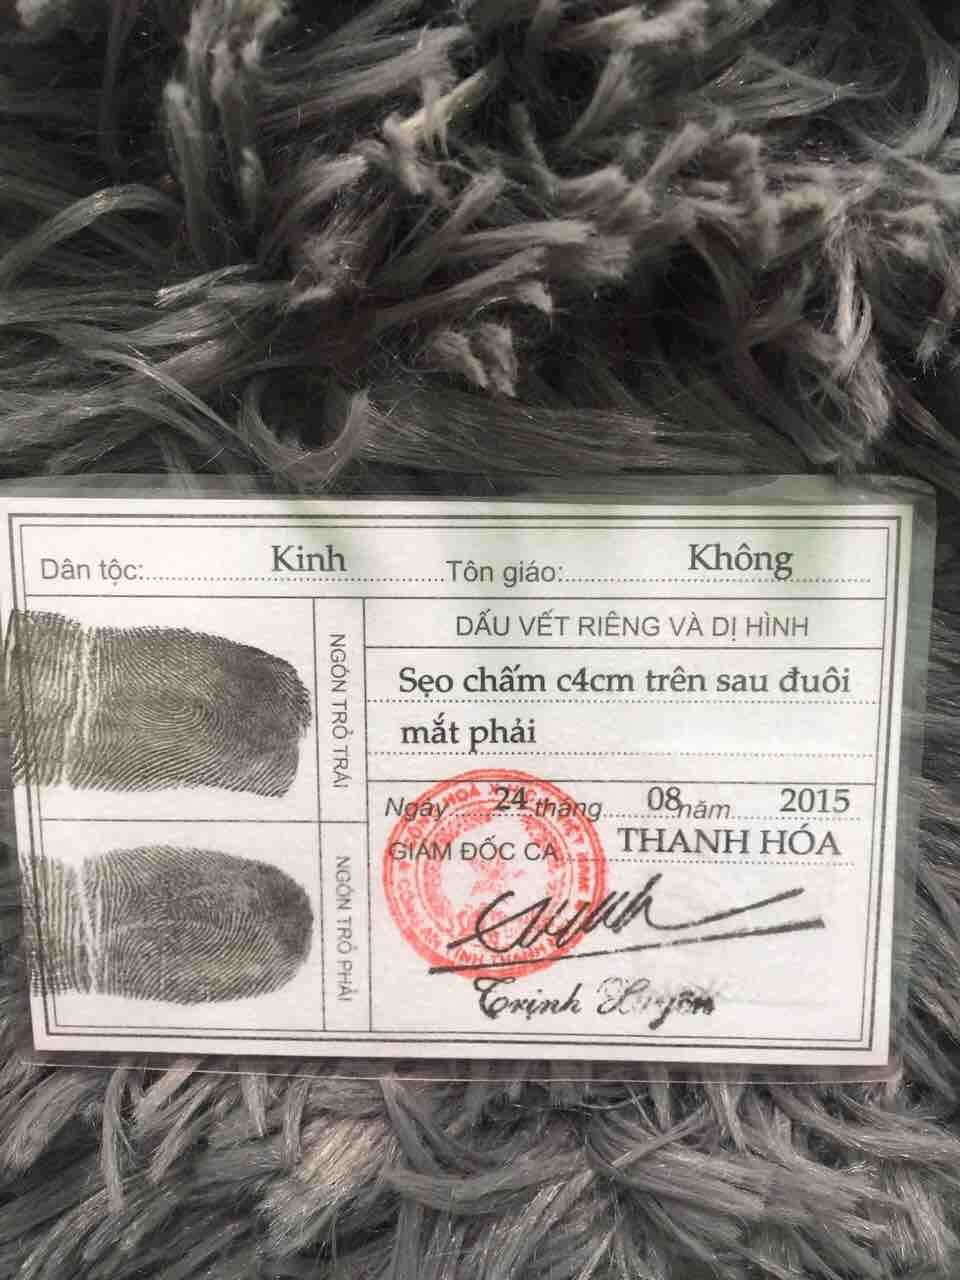 Dân tộc: Kinh Tôn giáo: Không
NGÓN TRỎ TRÁI
NGÓN TRỎ PHẢI
DẤU VẾT RIÊNG VÀ DỊ HÌNH
Sẹo chấm c4cm trên sau đuôi
mắt phải
Ngày 24 tháng 08 năm 2015
GIÁM ĐỐC CA THANH HÓA
Trịnh Xuyên